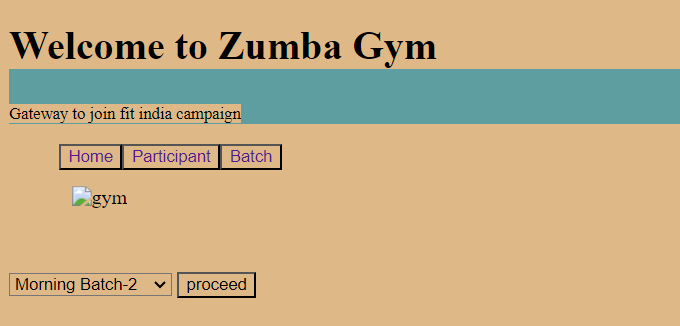 Welcome to Zumba Gym
Gateway to join fit india campaign
Home Participant Batch
gym
Morning Batch-2 proceed